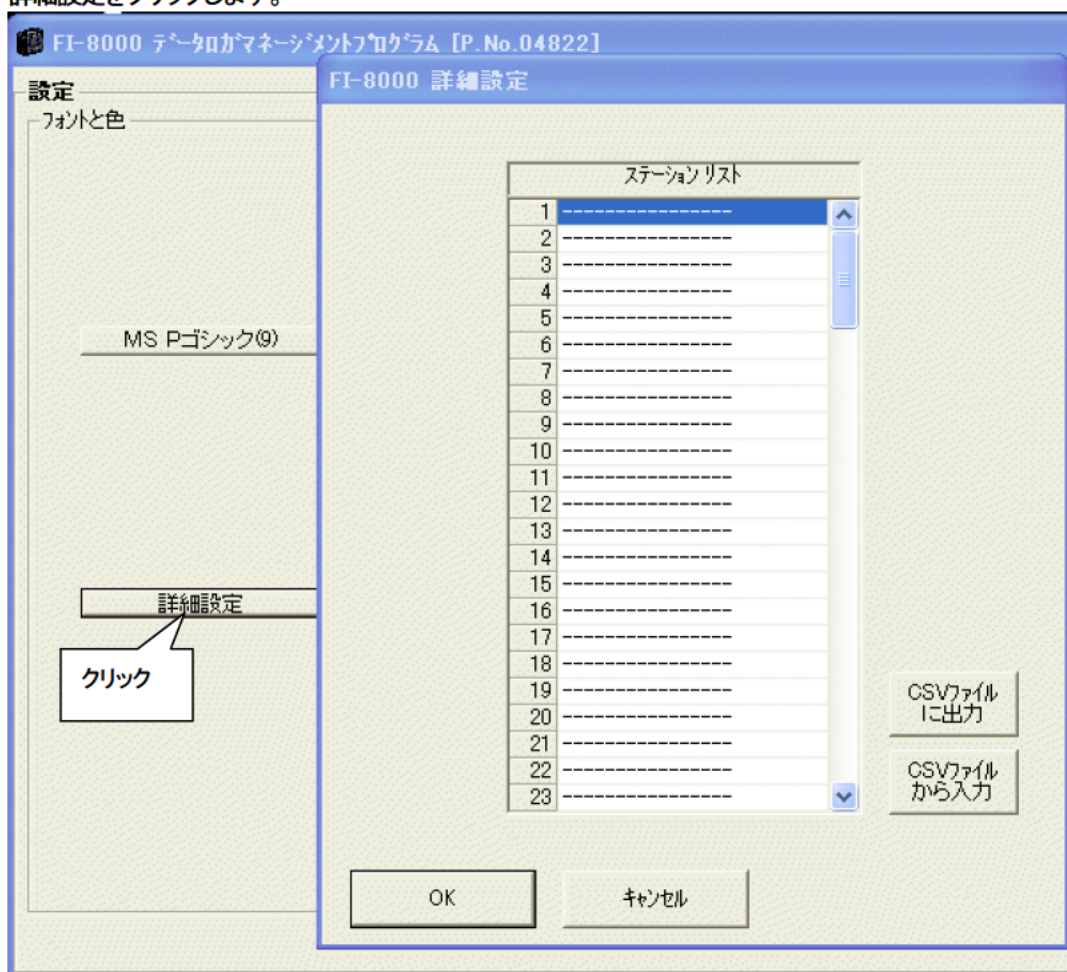 FI-8000 データロガマネージメントプログラム [P.No.04822]
FI-8000 詳細設定
設定
フォントと色
ステーション リスト
1 ----------------
2 ----------------
3 ----------------
4 ----------------
5 ----------------
6 ----------------
7 ----------------
8 ----------------
9 ----------------
10 ----------------
11 ----------------
12 ----------------
13 ----------------
14 ----------------
15 ----------------
16 ----------------
17 ----------------
18 ----------------
19 ----------------
20 ----------------
21 ----------------
22 ----------------
23 ----------------
MS Pゴシック(9)
詳細設定
クリック
CSVファイル
に出力
CSVファイル
から入力
OK
キャンセル